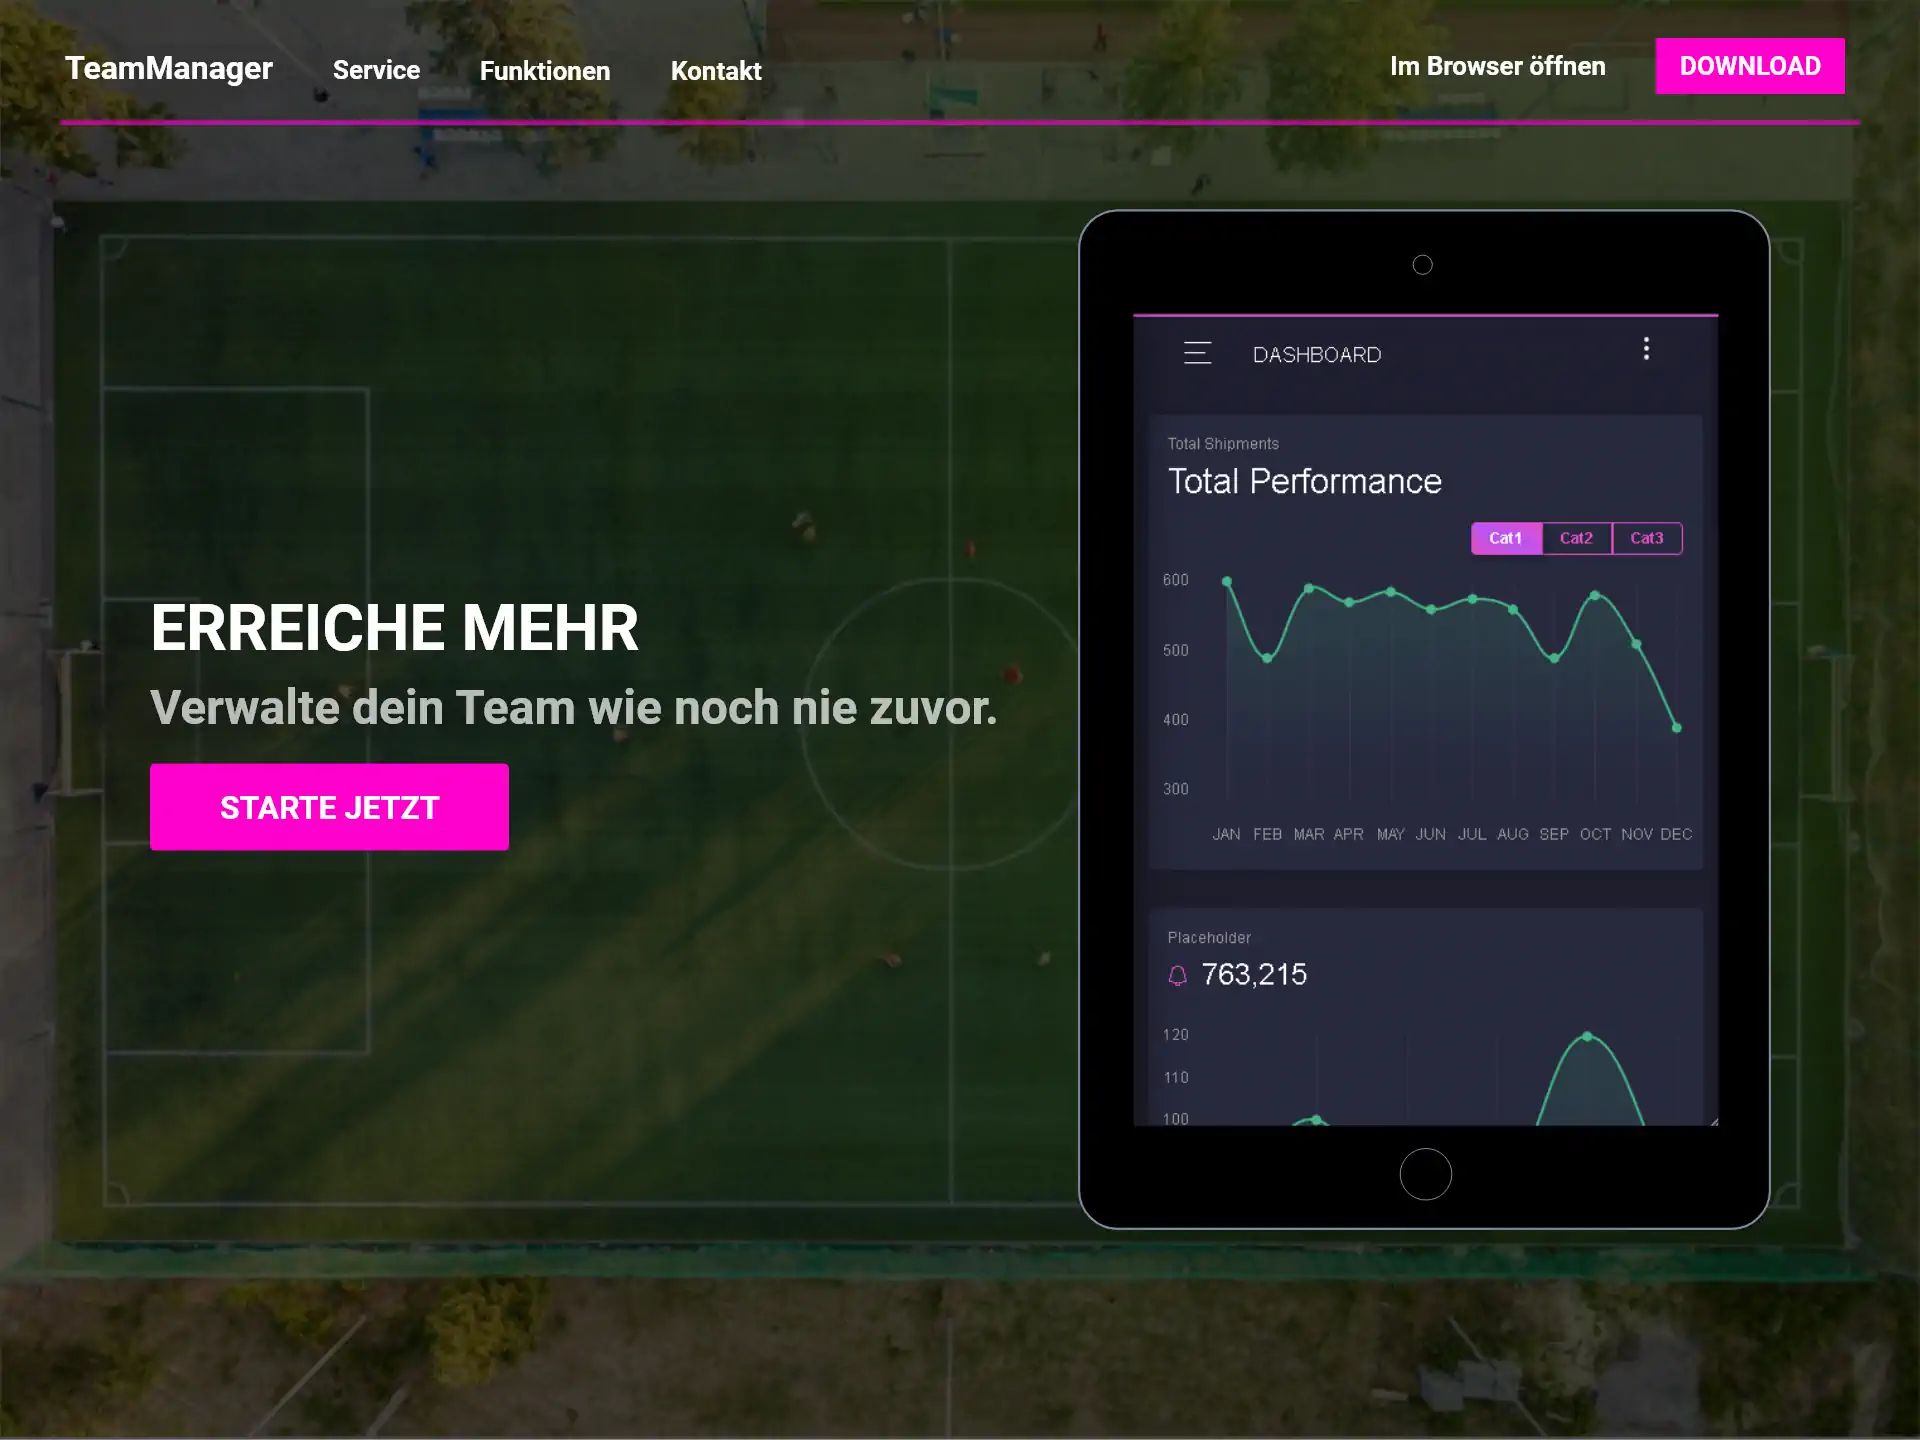 TeamManager Service Funktionen Kontakt Im Browser öffnen DOWNLOAD
ERREICHE MEHR
Verwalte dein Team wie noch nie zuvor.
STARTE JETZT
DASHBOARD
Total Shipments
Total Performance
Cat1 Cat2 Cat3
600
500
400
300
JAN FEB MAR APR MAY JUN JUL AUG SEP OCT NOV DEC
Placeholder
763,215
120
110
100